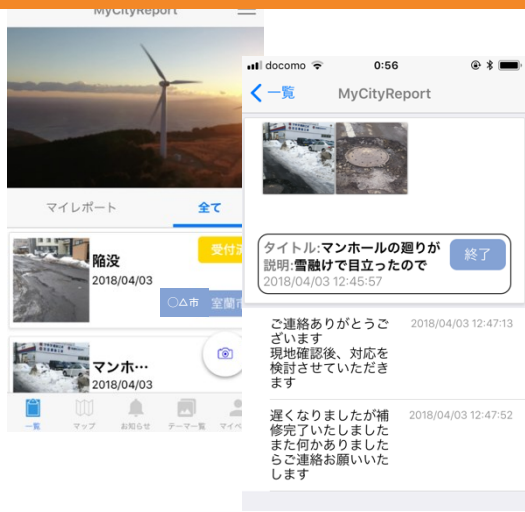 MyCityReport
マイレポート
全て
受付済
陥没
2018/04/03
〇△市
室蘭市
マンホ…
2018/04/03
一覧
マップ
お知らせ
テーマ一覧
マイペ
docomo
0:56
一覧
MyCityReport
タイトル:マンホールの廻りが
説明:雪融けで目立ったので
2018/04/03 12:45:57
終了
ご連絡ありがとうご
ざいます
現地確認後、対応を
検討させていただき
ます
2018/04/03 12:47:13
遅くなりましたが補
修完了いたしました
また何かありました
らご連絡お願いいた
します
2018/04/03 12:47:52